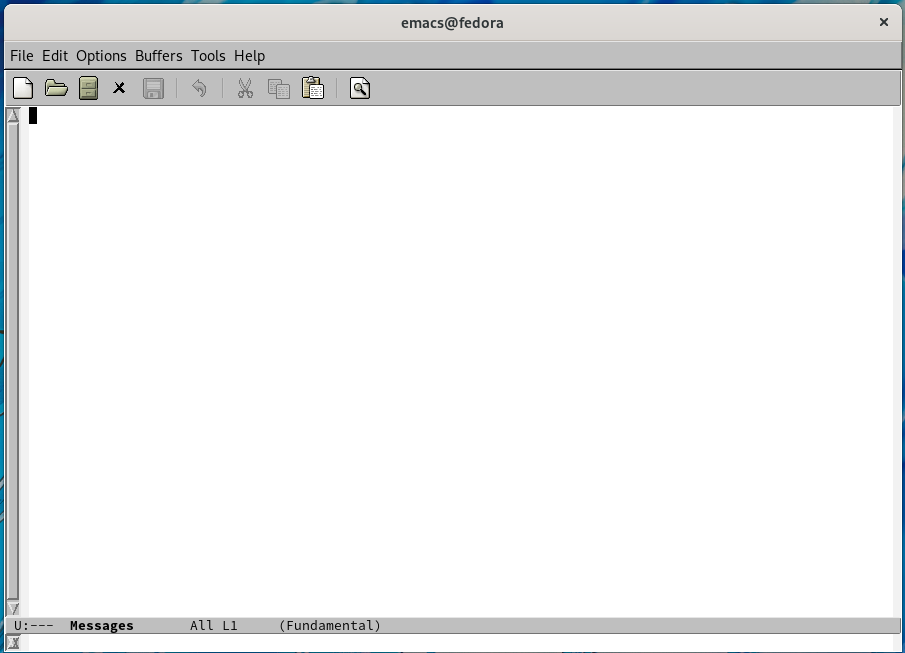 emacs@fedora
File Edit Options Buffers Tools Help
U:--- Messages All L1 (Fundamental)